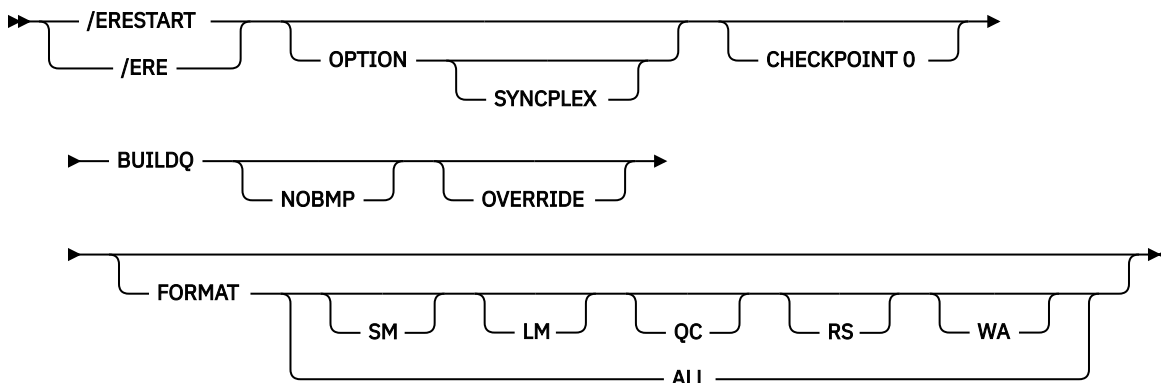 /ERESTART
/ERE
OPTION
SYNCPLEX
CHECKPOINT 0
BUILDQ
NOBMP
OVERRIDE
FORMAT
SM
LM
QC
RS
WA
ALL